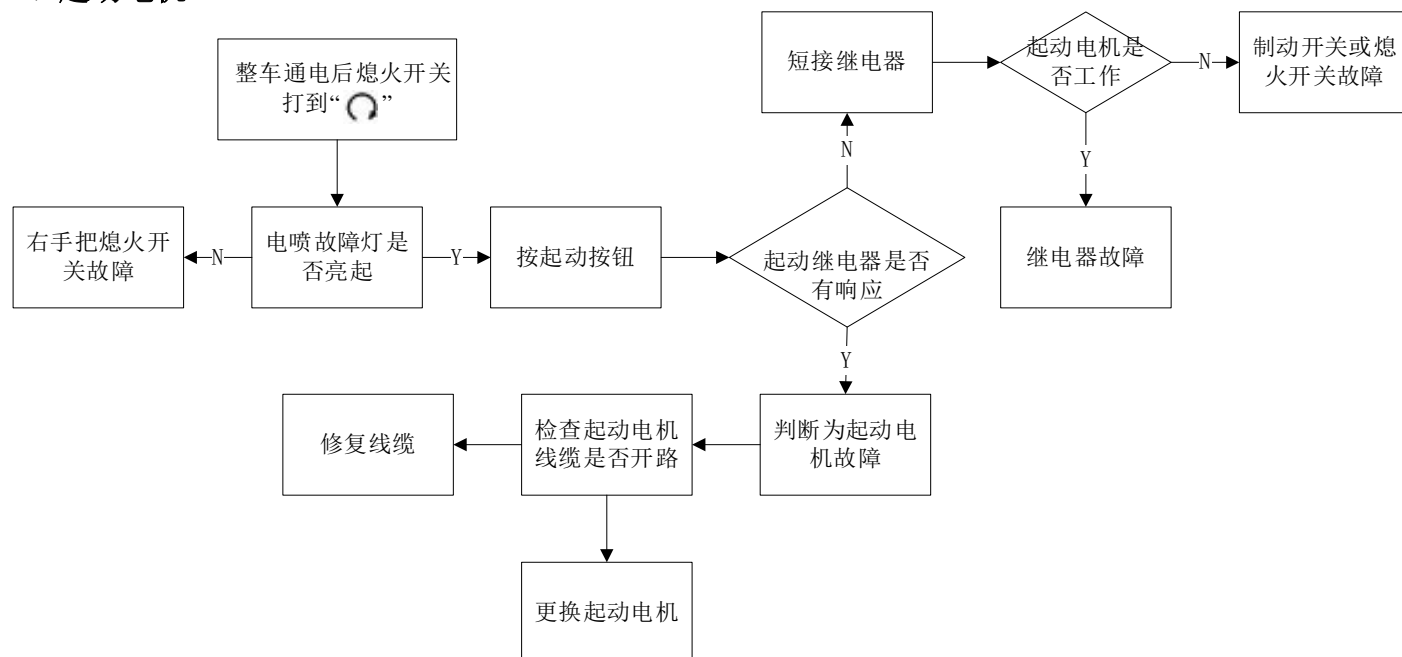 起动电机
整车通电后熄火开关
打到“ ”
短接继电器
起动电机是
否工作
N
制动开关或熄
火开关故障
N
Y
右手把熄火开
关故障
N
电喷故障灯是
否亮起
Y
按起动按钮
起动继电器是否
有响应
继电器故障
Y
修复线缆
检查起动电机
线缆是否开路
判断为起动电
机故障
更换起动电机